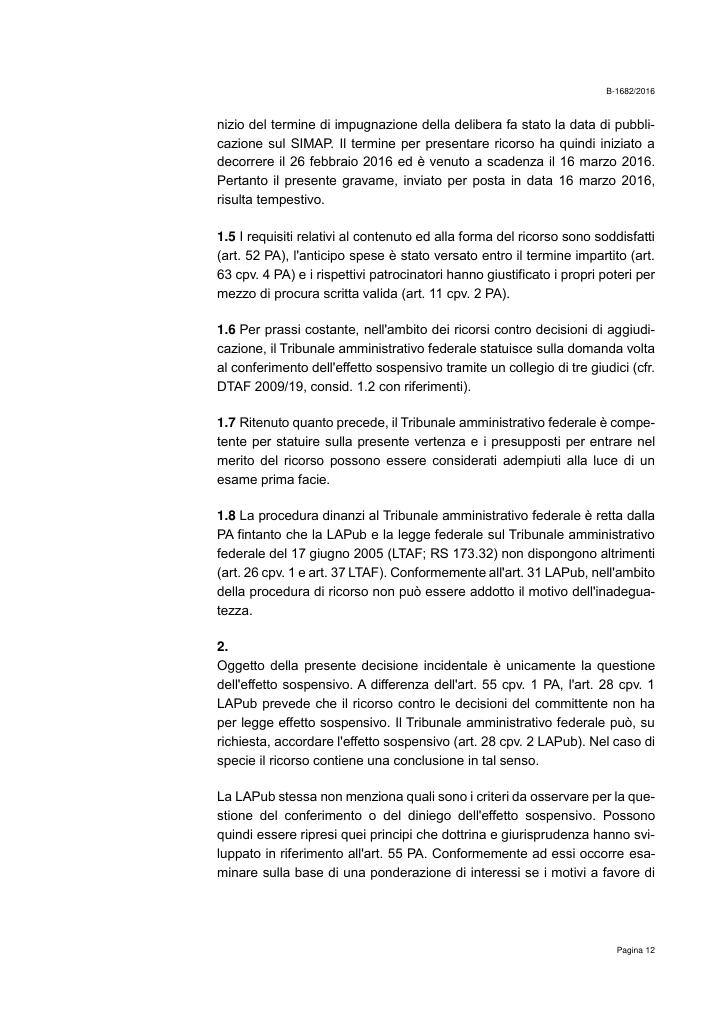 B-1682/2016
nizio del termine di impugnazione della delibera fa stato la data di pubbli-
cazione sul SIMAP. Il termine per presentare ricorso ha quindi iniziato a
decorrere il 26 febbraio 2016 ed è venuto a scadenza il 16 marzo 2016.
Pertanto il presente gravame, inviato per posta in data 16 marzo 2016,
risulta tempestivo.
1.5 I requisiti relativi al contenuto ed alla forma del ricorso sono soddisfatti
(art. 52 PA), l'anticipo spese è stato versato entro il termine impartito (art.
63 cpv. 4 PA) e i rispettivi patrocinatori hanno giustificato i propri poteri per
mezzo di procura scritta valida (art. 11 cpv. 2 PA).
1.6 Per prassi costante, nell'ambito dei ricorsi contro decisioni di aggiudi-
cazione, il Tribunale amministrativo federale statuisce sulla domanda volta
al conferimento dell'effetto sospensivo tramite un collegio di tre giudici (cfr.
DTAF 2009/19, consid. 1.2 con riferimenti).
1.7 Ritenuto quanto precede, il Tribunale amministrativo federale è compe-
tente per statuire sulla presente vertenza e i presupposti per entrare nel
merito del ricorso possono essere considerati adempiuti alla luce di un
esame prima facie.
1.8 La procedura dinanzi al Tribunale amministrativo federale è retta dalla
PA fintanto che la LAPub e la legge federale sul Tribunale amministrativo
federale del 17 giugno 2005 (LTAF; RS 173.32) non dispongono altrimenti
(art. 26 cpv. 1 e art. 37 LTAF). Conformemente all'art. 31 LAPub, nell'ambito
della procedura di ricorso non può essere addotto il motivo dell'inadegua-
tezza.
2.
Oggetto della presente decisione incidentale è unicamente la questione
dell'effetto sospensivo. A differenza dell'art. 55 cpv. 1 PA, l'art. 28 cpv. 1
LAPub prevede che il ricorso contro le decisioni del committente non ha
per legge effetto sospensivo. Il Tribunale amministrativo federale può, su
richiesta, accordare l'effetto sospensivo (art. 28 cpv. 2 LAPub). Nel caso di
specie il ricorso contiene una conclusione in tal senso.
La LAPub stessa non menziona quali sono i criteri da osservare per la que-
stione del conferimento o del diniego dell'effetto sospensivo. Possono
quindi essere ripresi quei principi che dottrina e giurisprudenza hanno svi-
luppato in riferimento all'art. 55 PA. Conformemente ad essi occorre esa-
minare sulla base di una ponderazione di interessi se i motivi a favore di
Pagina 12